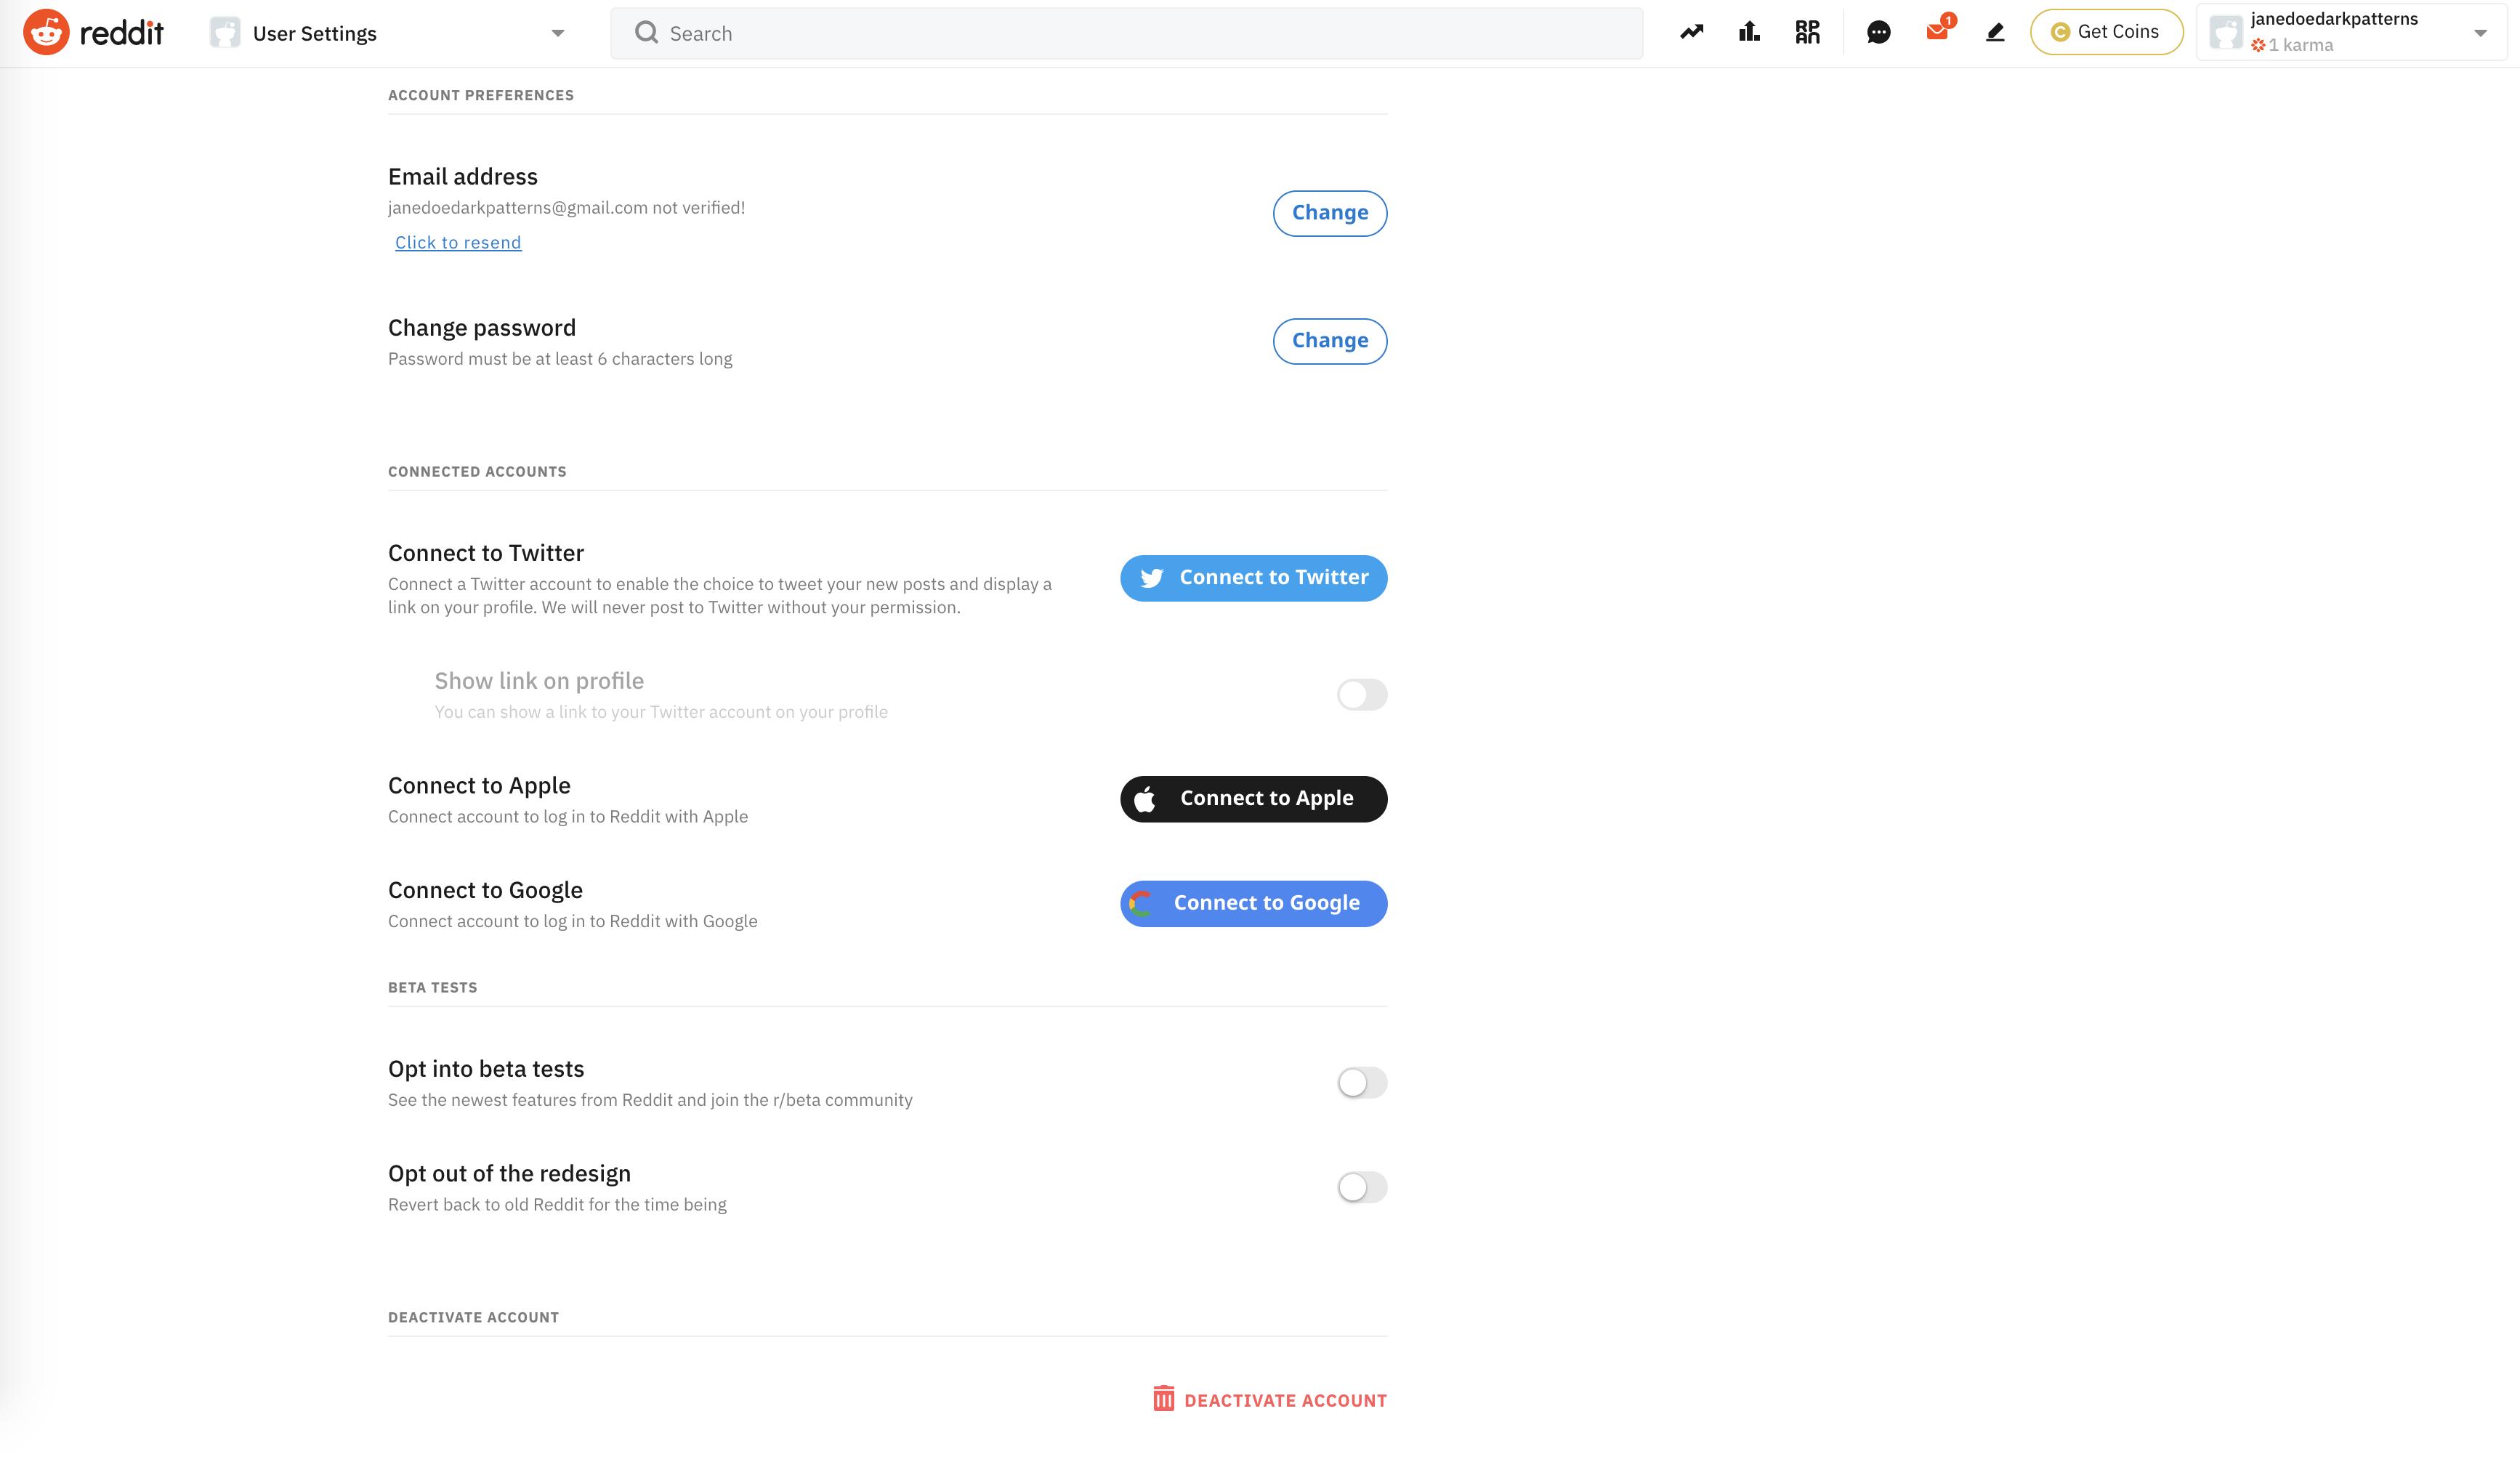 reddit
User Settings
Search
RPAN
1
Get Coins
janedoedarkpatterns
1 karma
ACCOUNT PREFERENCES
Email address
janedoedarkpatterns@gmail.com not verified!
Click to resend
Change
Change password
Password must be at least 6 characters long
Change
CONNECTED ACCOUNTS
Connect to Twitter
Connect a Twitter account to enable the choice to tweet your new posts and display a
link on your profile. We will never post to Twitter without your permission.
Connect to Twitter
Show link on profile
You can show a link to your Twitter account on your profile
Connect to Apple
Connect account to log in to Reddit with Apple
Connect to Apple
Connect to Google
Connect account to log in to Reddit with Google
Connect to Google
BETA TESTS
Opt into beta tests
See the newest features from Reddit and join the r/beta community
Opt out of the redesign
Revert back to old Reddit for the time being
DEACTIVATE ACCOUNT
DEACTIVATE ACCOUNT